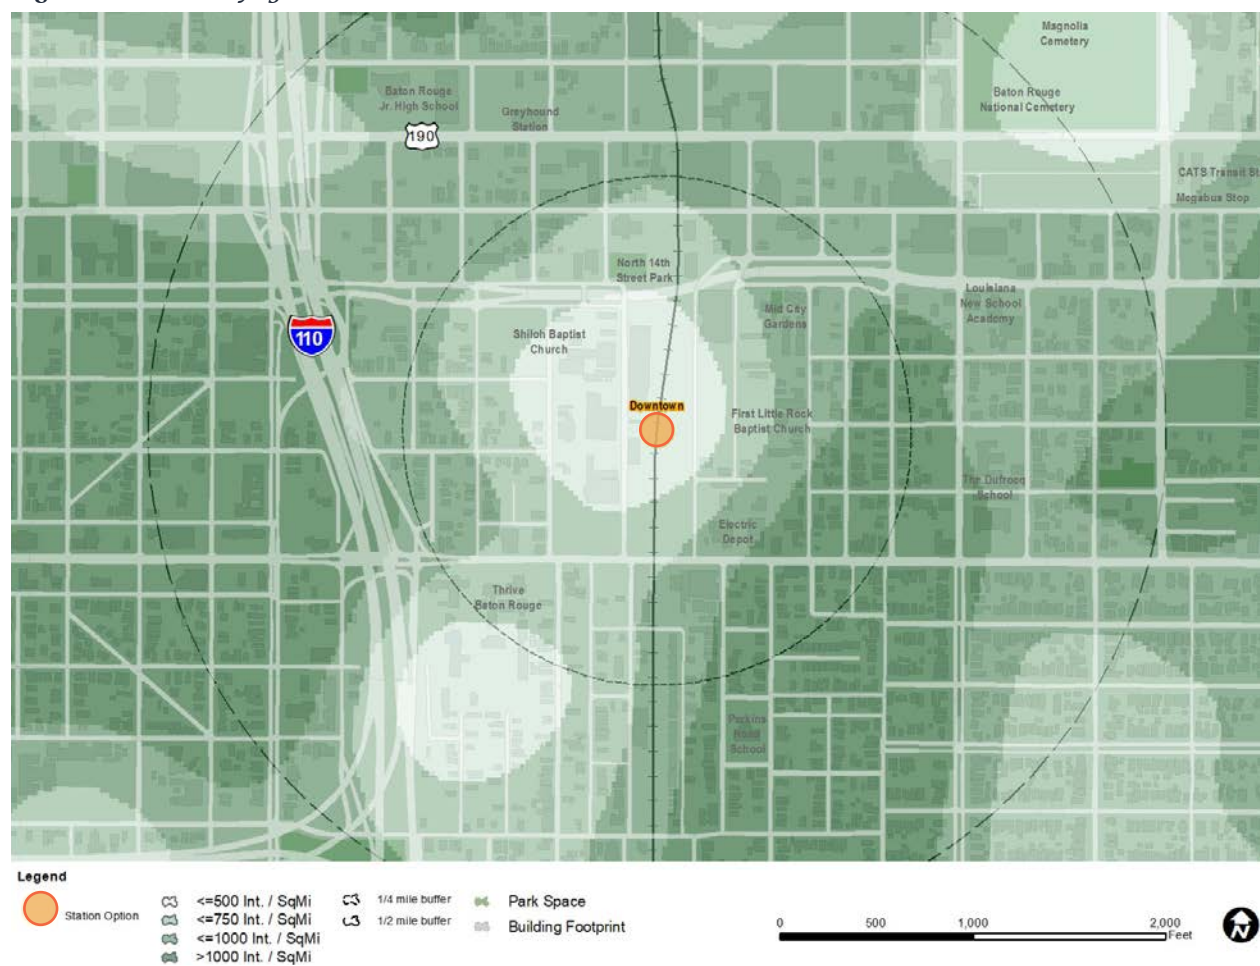 Magnolia
Cemetery
Baton Rouge
Jr. High School
Baton Rouge
National Cemetery
Greyhound
Station
190
CATS Transit St
Megabus Stop
North 14th
Street Park
Louisiana
New School
Academy
Mid City
Gardens
110
Shiloh Baptist
Church
Downtown
First Little Rock
Baptist Church
The Dufrocq
School
Electric
Depot
Thrive
Baton Rouge
Perkins
Road
School
Legend
Station Option
<=500 Int. / SqMi
<=750 Int. / SqMi
<=1000 Int. / SqMi
>1000 Int. / SqMi
1/4 mile buffer
1/2 mile buffer
Park Space
Building Footprint
0 500 1,000 2,000
Feet
N